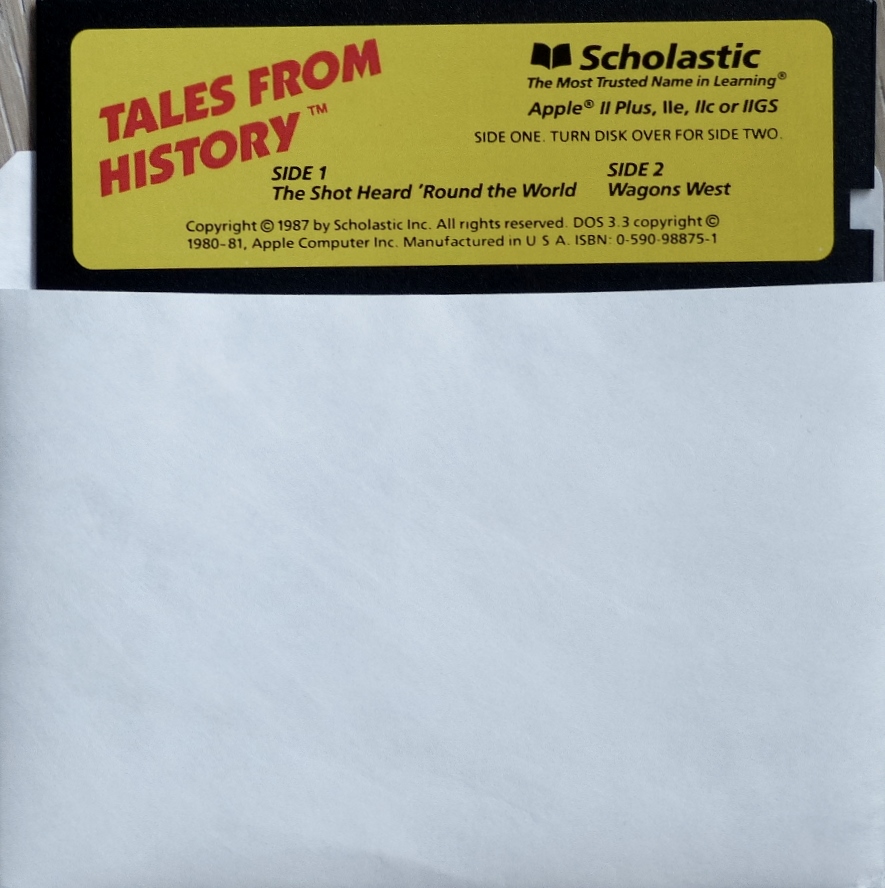 TALES FROM
HISTORY™
Scholastic
The Most Trusted Name in Learning®
Apple® II Plus, IIe, IIc or IIGS
SIDE ONE. TURN DISK OVER FOR SIDE TWO.
SIDE 1
The Shot Heard 'Round the World
SIDE 2
Wagons West
Copyright © 1987 by Scholastic Inc. All rights reserved. DOS 3.3 copyright ©
1980-81, Apple Computer Inc. Manufactured in U S A. ISBN: 0-590-98875-1